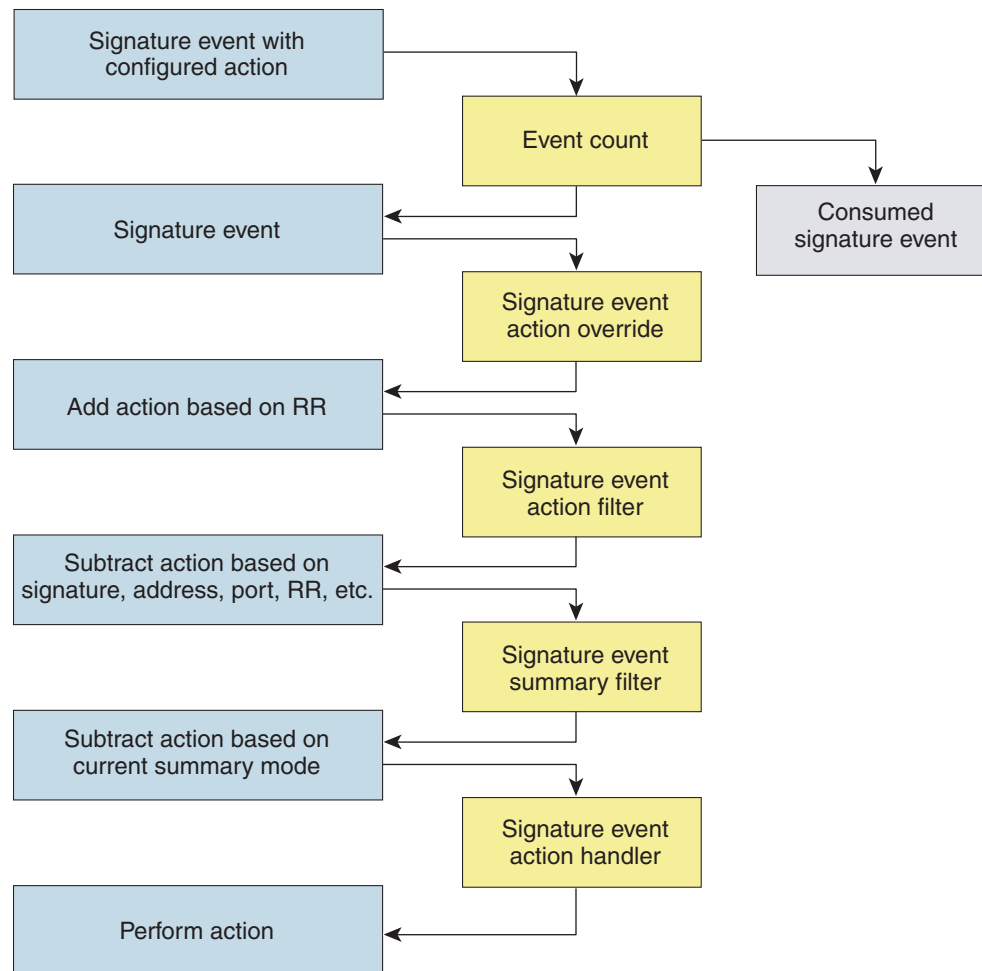 Signature event with
configured action
Event count
Consumed
signature event
Signature event
Signature event
action override
Add action based on RR
Signature event
action filter
Subtract action based on
signature, address, port, RR, etc.
Signature event
summary filter
Subtract action based on
current summary mode
Signature event
action handler
Perform action